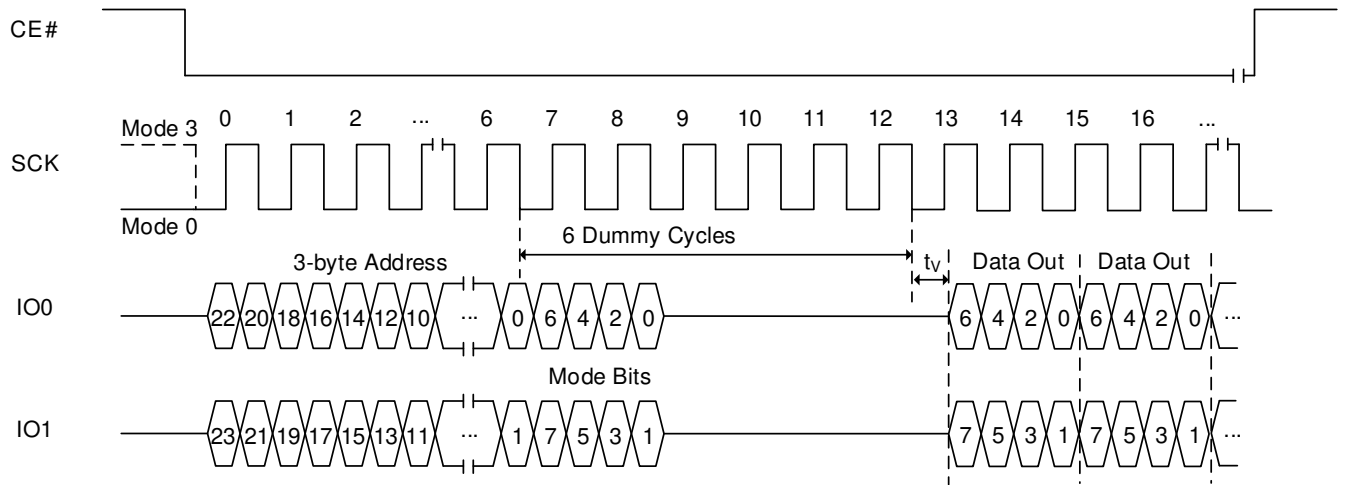 CE#
0 1 2 ... 6 7 8 9 10 11 12 13 14 15 16 ...
Mode 3
SCK
Mode 0
6 Dummy Cycles
3-byte Address tV Data Out Data Out
IO0 22 20 18 16 14 12 10 ... 0 6 4 2 0 6 4 2 0 6 4 2 0 ...
Mode Bits
IO1 23 21 19 17 15 13 11 ... 1 7 5 3 1 7 5 3 1 7 5 3 1 ...